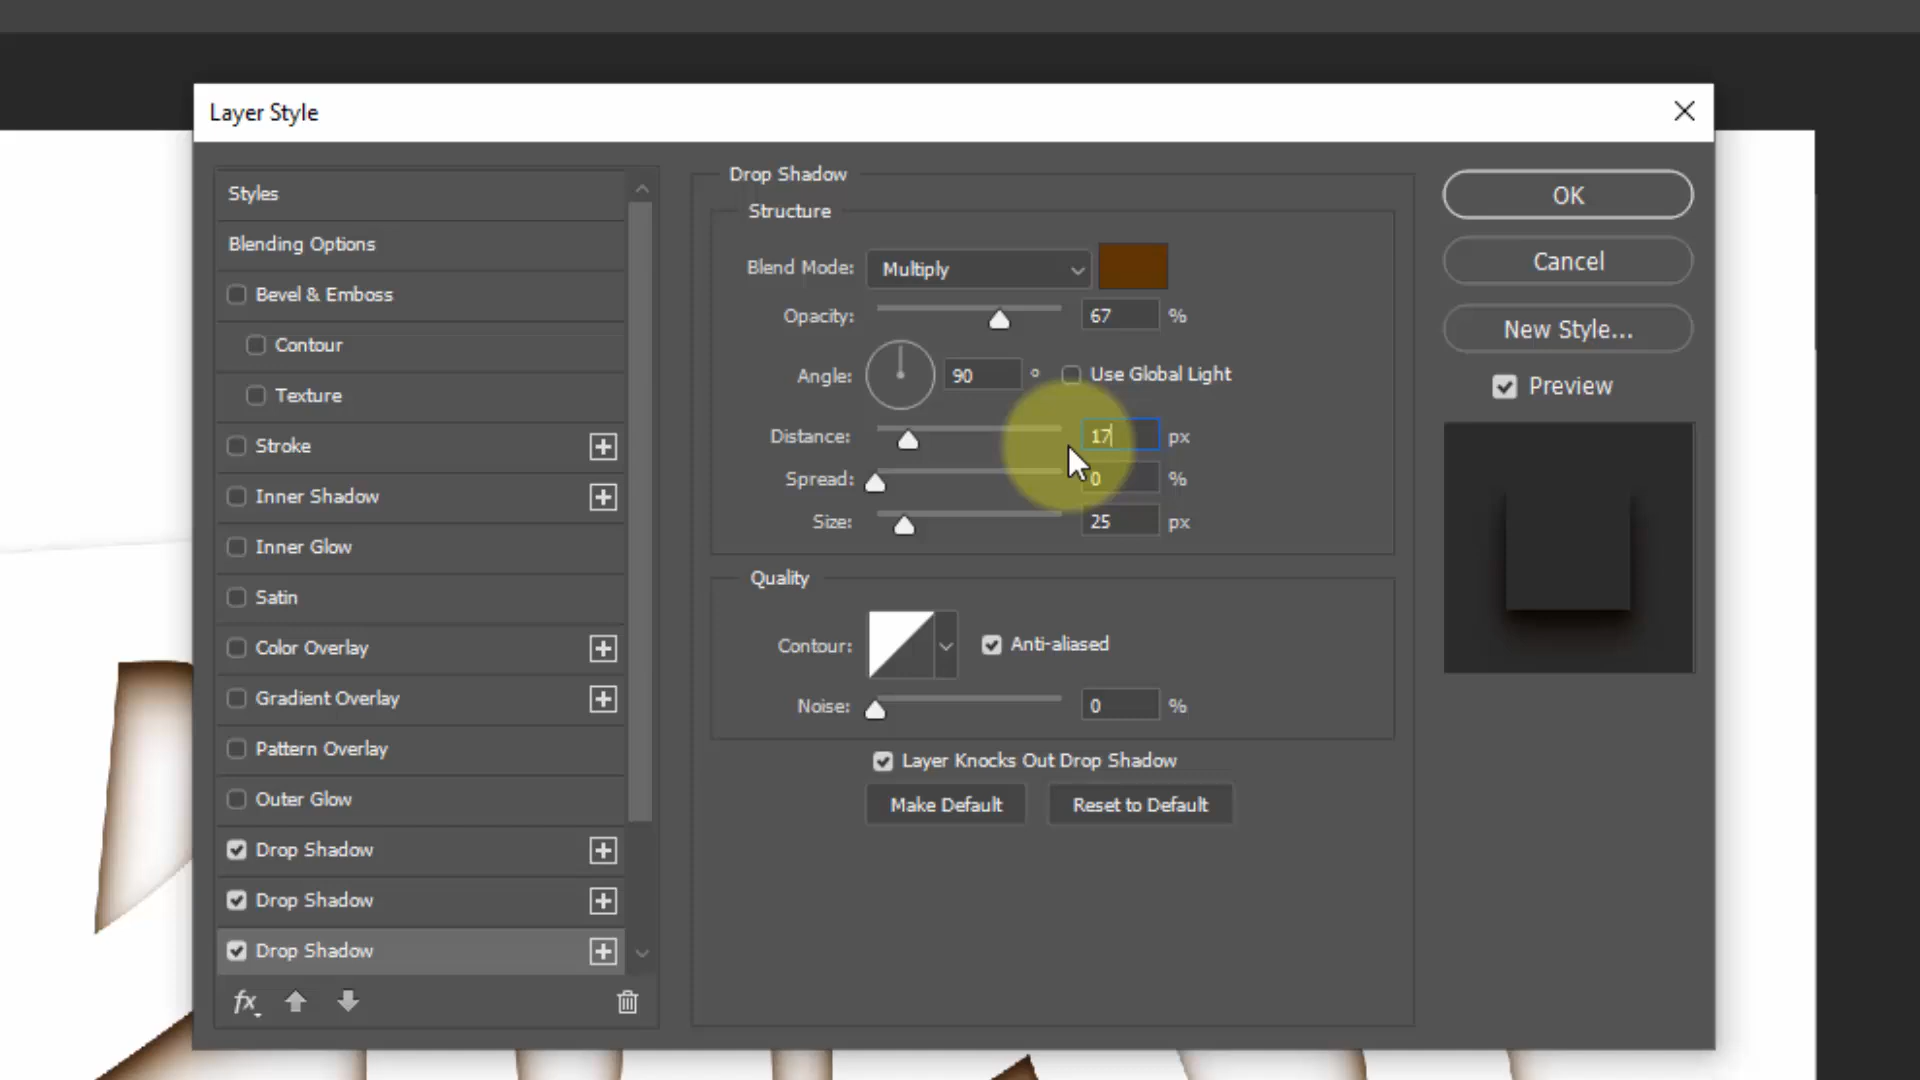 Layer Style
Styles
Blending Options
Bevel & Emboss
Contour
Texture
Stroke
Inner Shadow
Inner Glow
Satin
Color Overlay
Gradient Overlay
Pattern Overlay
Outer Glow
Drop Shadow
Drop Shadow
Drop Shadow
fx
Drop Shadow
Structure
Blend Mode: Multiply
Opacity: 67 %
Angle: 90 ° Use Global Light
Distance: 17 px
Spread: 0 %
Size: 25 px
Quality
Contour: Anti-aliased
Noise: 0 %
Layer Knocks Out Drop Shadow
Make Default Reset to Default
OK
Cancel
New Style...
Preview